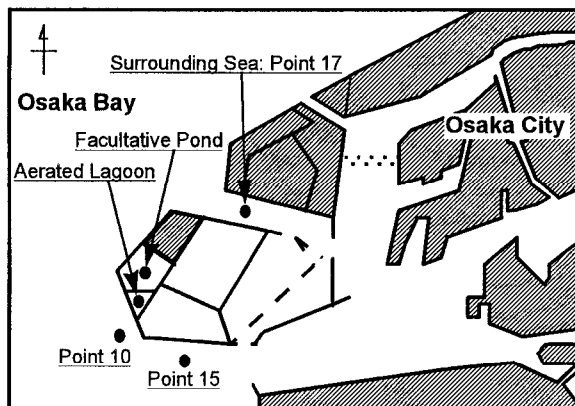 Surrounding Sea: Point 17
Osaka Bay
Osaka City
Facultative Pond
Aerated Lagoon
Point 10
Point 15